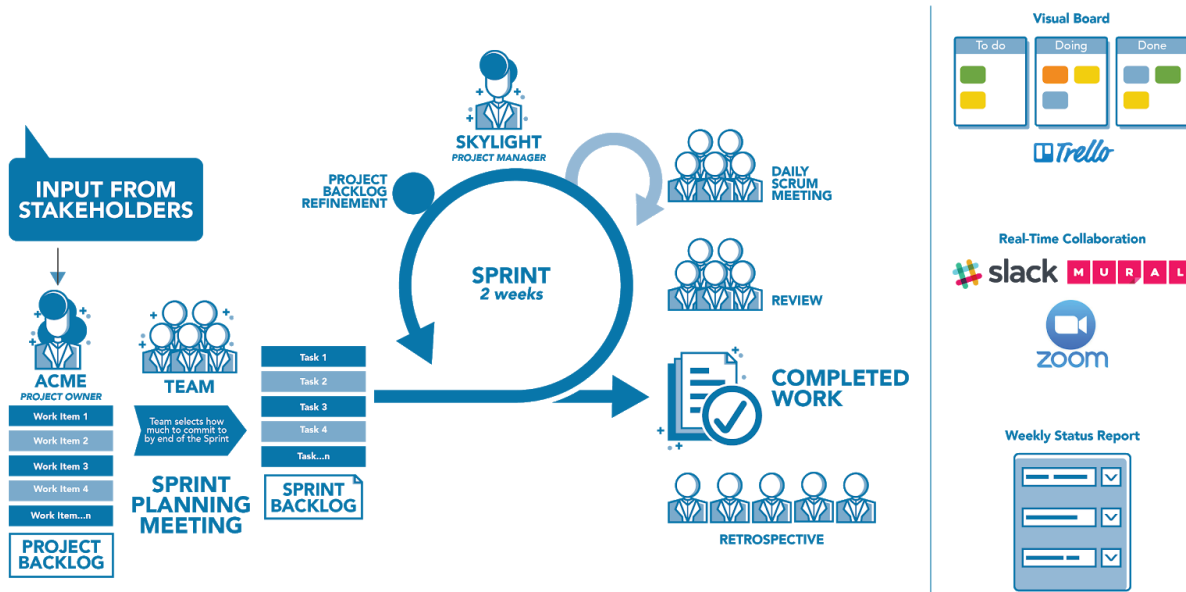 INPUT FROM
STAKEHOLDERS
ACME
PROJECT OWNER
Work Item 1
Work Item 2
Work Item 3
Work Item 4
Work Item...n
PROJECT
BACKLOG
TEAM
Team selects how
much to commit to
by end of the Sprint
SPRINT
PLANNING
MEETING
Task 1
Task 2
Task 3
Task 4
Task...n
SPRINT
BACKLOG
SKYLIGHT
PROJECT MANAGER
PROJECT
BACKLOG
REFINEMENT
SPRINT
2 weeks
DAILY
SCRUM
MEETING
REVIEW
COMPLETED
WORK
RETROSPECTIVE
Visual Board
To do
Doing
Done
Trello
Real-Time Collaboration
slack
MURAL
zoom
Weekly Status Report